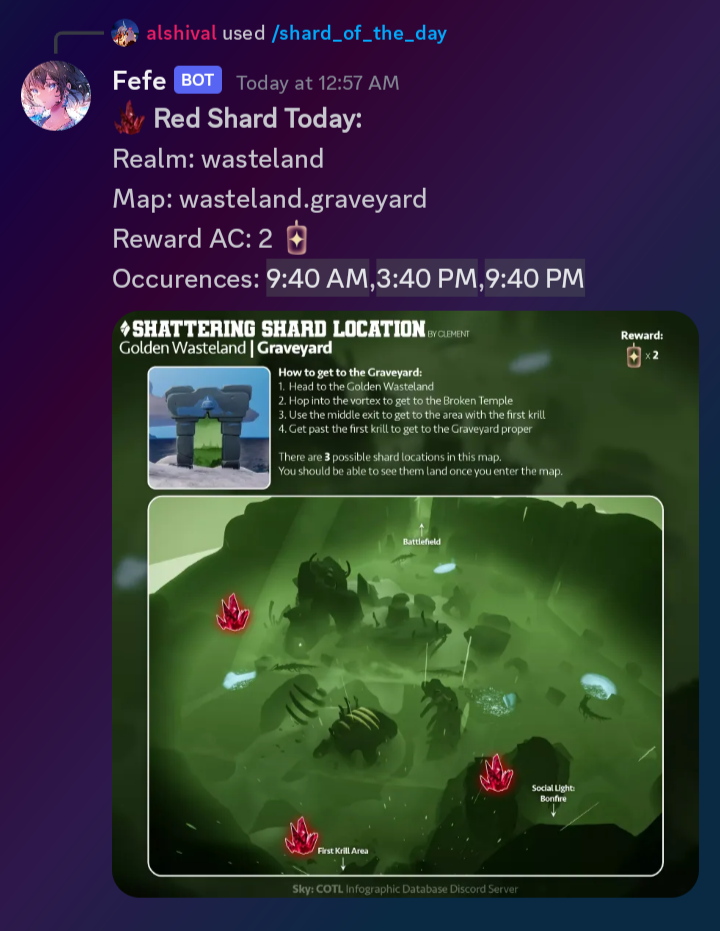 alshival used /shard_of_the_day
Fefe BOT Today at 12:57 AM
Red Shard Today:
Realm: wasteland
Map: wasteland.graveyard
Reward AC: 2
Occurences: 9:40 AM,3:40 PM,9:40 PM
SHATTERING SHARD LOCATION BY CLEMENT
Golden Wasteland | Graveyard
Reward:
x 2
How to get to the Graveyard:
1. Head to the Golden Wasteland
2. Hop into the vortex to get to the Broken Temple
3. Use the middle exit to get to the area with the first krill
4. Get past the first krill to get to the Graveyard proper
There are 3 possible shard locations in this map.
You should be able to see them land once you enter the map.
Battlefield
Social Light:
Bonfire
First Krill Area
Sky: COTL Infographic Database Discord Server